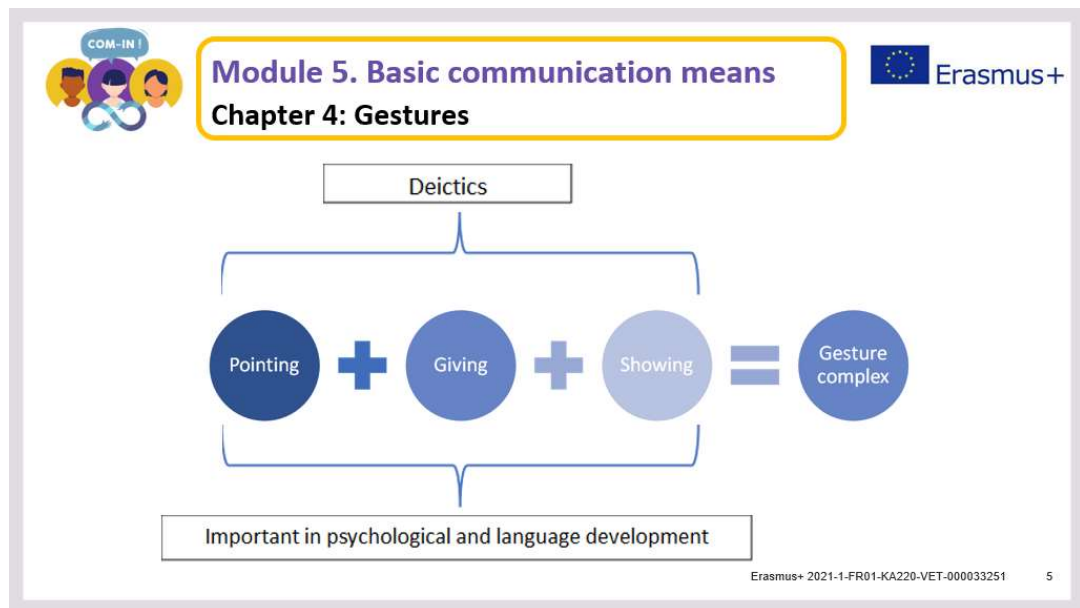 COM-IN !
Module 5. Basic communication means
Chapter 4: Gestures
Erasmus+
Deictics
Pointing
Giving
Showing
Gesture
complex
Important in psychological and language development
Erasmus+ 2021-1-FR01-KA220-VET-000033251
5